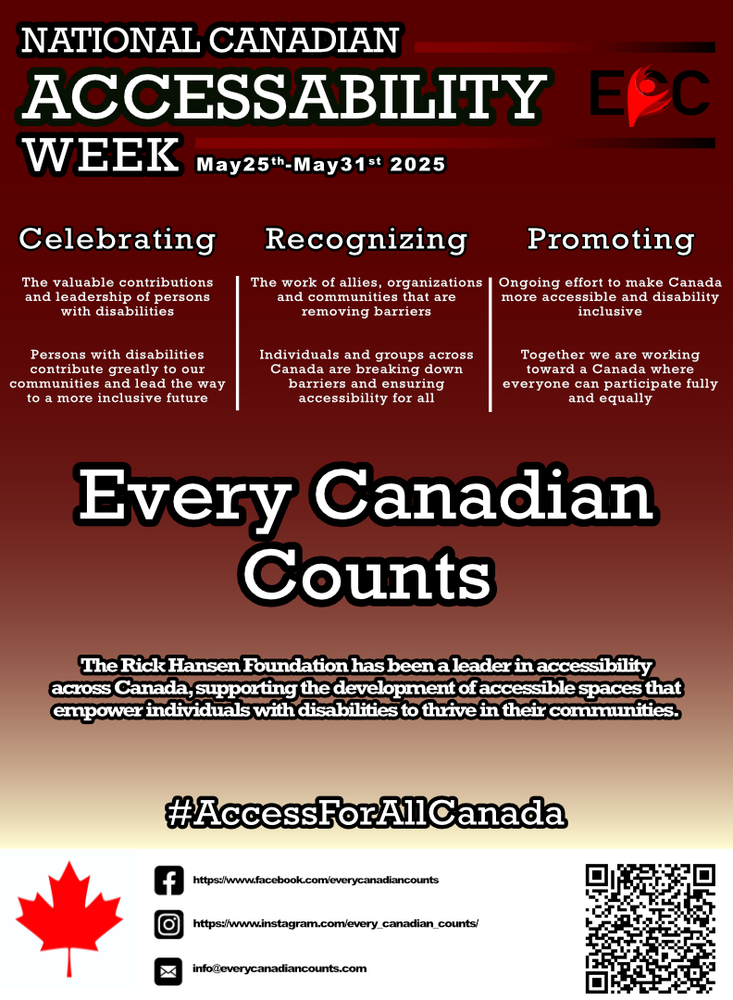 NATIONAL CANADIAN
ACCESSABILITY
ECC
WEEK May25th-May31st 2025
Celebrating
The valuable contributions
and leadership of persons
with disabilities
Persons with disabilities
contribute greatly to our
communities and lead the way
to a more inclusive future
Recognizing
The work of allies, organizations
and communities that are
removing barriers
Individuals and groups across
Canada are breaking down
barriers and ensuring
accessibility for all
Promoting
Ongoing effort to make Canada
more accessible and disability
inclusive
Together we are working
toward a Canada where
everyone can participate fully
and equally
Every Canadian
Counts
The Rick Hansen Foundation has been a leader in accessibility
across Canada, supporting the development of accessible spaces that
empower individuals with disabilities to thrive in their communities.
#AccessForAllCanada
https://www.facebook.com/everycanadiancounts
https://www.instagram.com/every_canadian_counts/
info@everycanadiancounts.com